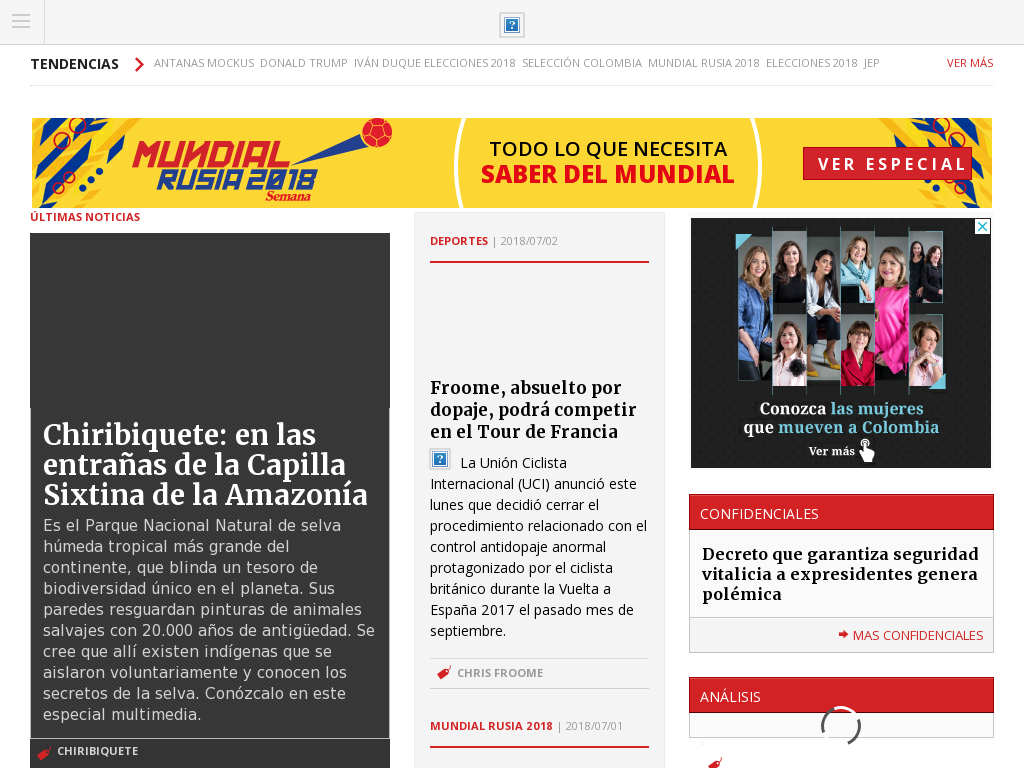 TENDENCIAS
ANTANAS MOCKUS DONALD TRUMP IVÁN DUQUE ELECCIONES 2018 SELECCIÓN COLOMBIA MUNDIAL RUSIA 2018 ELECCIONES 2018 JEP
VER MÁS
MUNDIAL
RUSIA 2018
Semana
TODO LO QUE NECESITA
SABER DEL MUNDIAL
VER ESPECIAL
ÚLTIMAS NOTICIAS
Chiribiquete: en las
entrañas de la Capilla
Sixtina de la Amazonía
Es el Parque Nacional Natural de selva
húmeda tropical más grande del
continente, que blinda un tesoro de
biodiversidad único en el planeta. Sus
paredes resguardan pinturas de animales
salvajes con 20.000 años de antigüedad. Se
cree que allí existen indígenas que se
aislaron voluntariamente y conocen los
secretos de la selva. Conózcalo en este
especial multimedia.
CHIRIBIQUETE
DEPORTES | 2018/07/02
Froome, absuelto por
dopaje, podrá competir
en el Tour de Francia
La Unión Ciclista
Internacional (UCI) anunció este
lunes que decidió cerrar el
procedimiento relacionado con el
control antidopaje anormal
protagonizado por el ciclista
británico durante la Vuelta a
España 2017 el pasado mes de
septiembre.
CHRIS FROOME
MUNDIAL RUSIA 2018 | 2018/07/01
Conozca las mujeres
que mueven a Colombia
Ver más
CONFIDENCIALES
Decreto que garantiza seguridad
vitalicia a expresidentes genera
polémica
MAS CONFIDENCIALES
ANÁLISIS